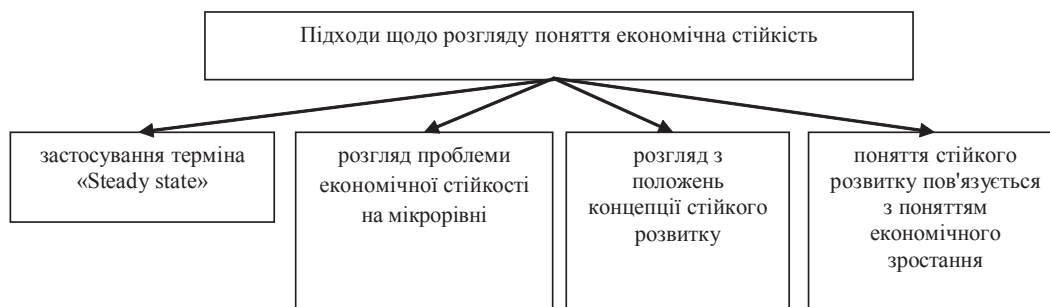 Підходи щодо розгляду поняття економічна стійкість
застосування терміна
«Steady state»
розгляд проблеми
економічної стійкості
на мікрорівні
розгляд з
положень
концепції стійкого
розвитку
поняття стійкого
розвитку пов'язується
з поняттям
економічного
зростання